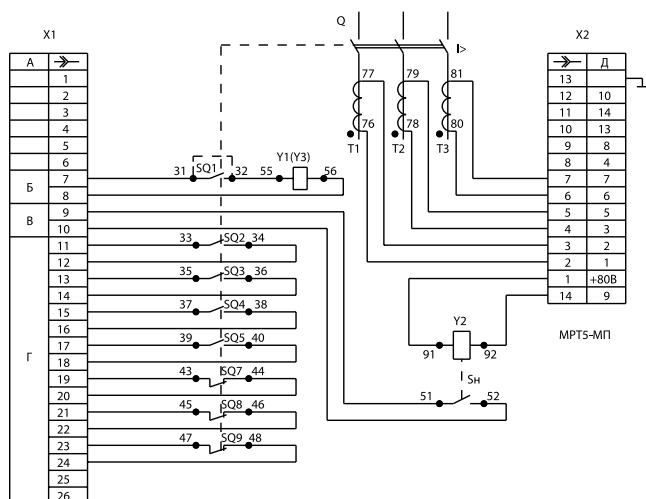 Q
X1
X2
I>
А
Д
1
2
3
4
5
6
Б
7
8
В
9
10
Г
11
12
13
14
15
16
17
18
19
20
21
22
23
24
25
26
77 79 81
76 78 80
T1 T2 T3
31 SQ1 32 55 Y1(Y3) 56
33 SQ2 34
35 SQ3 36
37 SQ4 38
39 SQ5 40
43 SQ7 44
45 SQ8 46
47 SQ9 48
13
12 10
11 14
10 13
9 8
8 4
7 7
6 6
5 5
4 3
3 2
2 1
1 +80В
14 9
МРТ5-МП
Y2
91 92
Sн
51 52